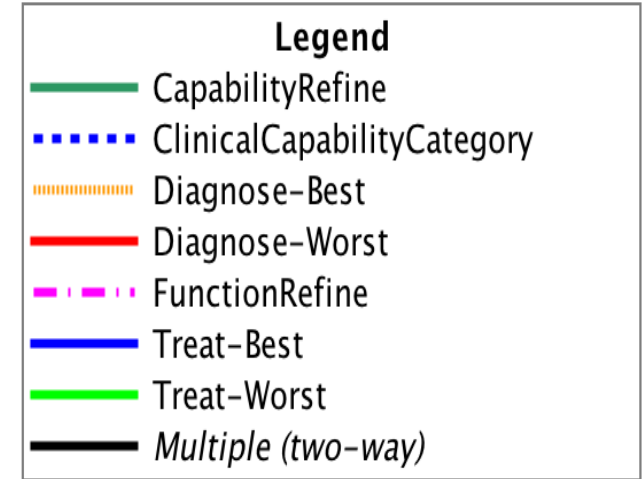 Legend
CapabilityRefine
ClinicalCapabilityCategory
Diagnose-Best
Diagnose-Worst
FunctionRefine
Treat-Best
Treat-Worst
Multiple (two-way)